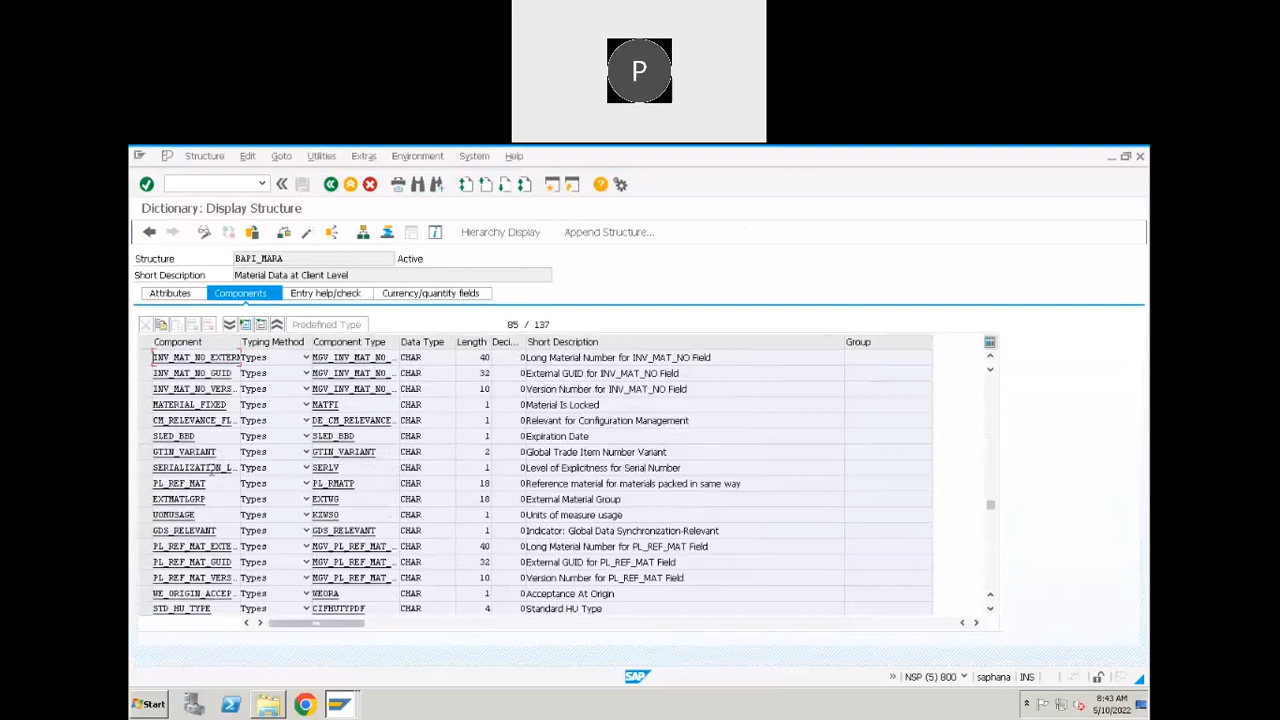 P
Structure Edit Goto Utilities Extras Environment System Help
Dictionary: Display Structure
Hierarchy Display Append Structure...
Structure BAPI_MARA Active
Short Description Material Data at Client Level
Attributes Components Entry help/check Currency/quantity fields
Predefined Type 85 / 137
Component Typing Method Component Type Data Type Length Deci... Short Description Group
INV_MAT_NO_EXTERN Types MGV_INV_MAT_NO_... CHAR 40 0 Long Material Number for INV_MAT_NO Field
INV_MAT_NO_GUID Types MGV_INV_MAT_NO_... CHAR 32 0 External GUID for INV_MAT_NO Field
INV_MAT_NO_VERS... Types MGV_INV_MAT_NO_... CHAR 10 0 Version Number for INV_MAT_NO Field
MATERIAL_FIXED Types MATFI CHAR 1 0 Material Is Locked
CM_RELEVANCE_FL... Types DE_CM_RELEVANCE... CHAR 1 0 Relevant for Configuration Management
SLED_BBD Types SLED_BBD CHAR 1 0 Expiration Date
GTIN_VARIANT Types GTIN_VARIANT CHAR 2 0 Global Trade Item Number Variant
SERIALIZATION_L... Types SERLV CHAR 1 0 Level of Explicitness for Serial Number
PL_REF_MAT Types PL_RMATP CHAR 18 0 Reference material for materials packed in same way
EXTMATLGRP Types EXTWG CHAR 18 0 External Material Group
UOMUSAGE Types KZWSO CHAR 1 0 Units of measure usage
GDS_RELEVANT Types GDS_RELEVANT CHAR 1 0 Indicator: Global Data Synchronization-Relevant
PL_REF_MAT_EXTE... Types MGV_PL_REF_MAT_... CHAR 40 0 Long Material Number for PL_REF_MAT Field
PL_REF_MAT_GUID Types MGV_PL_REF_MAT_... CHAR 32 0 External GUID for PL_REF_MAT Field
PL_REF_MAT_VERS... Types MGV_PL_REF_MAT_... CHAR 10 0 Version Number for PL_REF_MAT Field
WE_ORIGIN_ACCEP... Types WEORA CHAR 1 0 Acceptance At Origin
STD_HU_TYPE Types CIFHUTYPDF CHAR 4 0 Standard HU Type
SAP
NSP (5) 800 saphana INS
Start 8:43 AM
5/10/2022